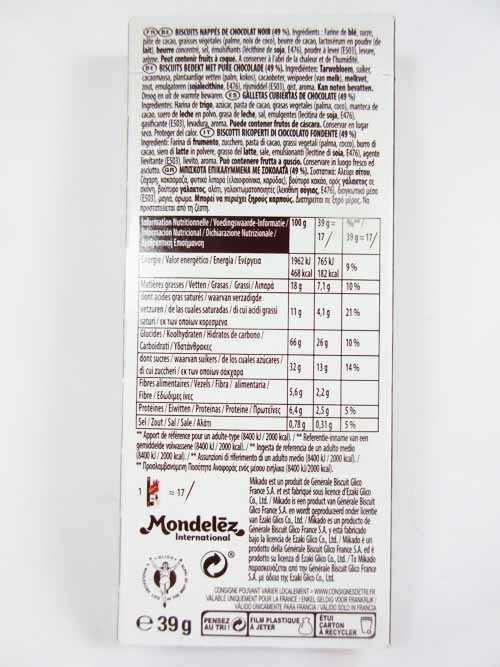 FR/BE BISCUITS NAPPÉS DE CHOCOLAT NOIR (49 %). Ingrédients : Farine de blé, sucre,
pâte de cacao, graisses végétales (palme, noix de coco), beurre de cacao, lactosérum en poudre (de
lait), beurre concentré, sel, émulsifiants (lécithine de soja, E476), poudre à lever (E503), levure,
arôme. Peut contenir fruits à coque. A conserver à l'abri de la chaleur et de l'humidité.
BE BISCUITS BEDEKT MET PURE CHOCOLADE (49 %). Ingrediënten: Tarwebloem, suiker,
cacaomassa, plantaardige vetten (palm, kokos), cacaoboter, weipoeder (van melk), melkvet,
zout, emulgatoren (sojalecithine, E476), rijsmiddel (E503), gist, aroma. Kan noten bevatten.
Droog en uit de warmte bewaren. ES GALLETAS CUBIERTAS DE CHOCOLATE (49 %)
Ingredientes: Harina de trigo, azúcar, pasta de cacao, grasas vegetales (palma, coco), manteca de
cacao, suero de leche en polvo, grasa de leche, sal, emulgentes (lecitina de soja, E476),
gasificante (E503), levadura, aroma. Puede contener frutos de cáscara. Conservar en lugar
seco. Proteger del calor. IT BISCOTTI RICOPERTI DI CIOCCOLATO FONDENTE (49 %)
Ingredienti: Farina di frumento, zucchero, pasta di cacao, grassi vegetali (palma, cocco), burro di
cacao, siero di latte in polvere, grasso del latte, sale, emulsionanti (lecitine di soia, E476), agente
lievitante (E503), lievito, aroma. Può contenere frutta a guscio. Conservare in luogo fresco ed
asciutto. GR ΜΠΙΣΚΟΤΑ ΕΠΙΚΑΛΥΜΜΕΝΑ ΜΕ ΣΟΚΟΛΑΤΑ (49 %). Συστατικά: Αλεύρι σίτου,
ζάχαρη, κακαόμαζα, φυτικά λιπαρά (ελαιοφοίνικα, καρύδας), βούτυρο κακάο, ορός γάλακτος σε
σκόνη, βούτυρο γάλακτος, αλάτι, γαλακτωματοποιητές (λεκιθίνη σόγιας, E476), διογκωτικό μέσο
(E503), μαγιά, άρωμα. Μπορεί να περιέχει ξηρούς καρπούς. Διατηρείται σε ξηρό μέρος. Να
προστατεύεται από τη ζέστη.
Information Nutritionnelle / Voedingswaarde-Informatie / 100 g 39 g = %** /
Información Nutricional / Dichiarazione Nutrizionale / 17/ 39 g = 17/
Διαθρεπτική Επισήμανση
Énergie / Valor energético / Energia / Ενέργεια 1962 kJ 765 kJ 9 %
468 kcal 182 kcal
Matières grasses / Vetten / Grasas / Grassi / Λιπαρά 18 g 7,1 g 10 %
dont acides gras saturés / waarvan verzadigde
vetzuren / de las cuales saturadas / di cui acidi grassi 11 g 4,1 g 21 %
saturi / εκ των οποίων κορεσμένα
Glucides / Koolhydraten / Hidratos de carbono / 66 g 26 g 10 %
Carboidrati / Υδατάνθρακες
dont sucres / waarvan suikers / de los cuales azúcares / 32 g 13 g 14 %
di cui zuccheri / εκ των οποίων σάκχαρα
Fibres alimentaires / Vezels / Fibra / alimentaria / 5,6 g 2,2 g
Fibre / Εδώδιμες ίνες
Protéines / Eiwitten / Proteínas / Proteine / Πρωτεΐνες 6,4 g 2,5 g 5 %
Sel / Zout / Sal / Sale / Αλάτι 0,78 g 0,31 g 5 %
** Apport de référence pour un adulte-type (8400 kJ / 2000 kcal). / ** Referentie-inname van een
gemiddelde volwassene (8400 kJ / 2000 kcal). / ** Ingesta de referencia de un adulto medio
(8400 kJ / 2000 kcal). / ** Assunzioni di riferimento di un adulto medio (8400 kJ / 2000 kcal). /
** Προσλαμβανόμενη Ποσότητα Αναφοράς ενός μέσου ενήλικα (8400 kJ/2000 kcal).
1 ≈ 17/
Mondelēz
International
Mikado est un produit de Générale Biscuit Glico
France S.A. et est fabriqué sous licence d'Ezaki Glico
Co, Ltd. / Mikado is een product van Générale Biscuit
Glico France S.A. en wordt geproduceerd onder licentie
van Ezaki Glico Co., Ltd. / Mikado es un producto de
Générale Biscuit Glico France S.A. y está fabricado
bajo la licencia de Ezaki Glico Co., Ltd. / Mikado è un
prodotto della Générale Biscuit Glico France S.A. ed è
prodotto su licenza di Ezaki Glico Co., Ltd. / Το Mikado
παρασκευάζεται από την Générale Biscuit Glico France
S.A. με άδεια της Ezaki Glico Co., Ltd.
CONSIGNE POUVANT VARIER LOCALEMENT > WWW.CONSIGNESDETRI.FR
VALABLE UNIQUEMENT POUR LA FRANCE / ENKEL GELDIG VOOR FRANKRIJK /
VÁLIDO ÚNICAMENTE PARA FRANCIA / VALIDO SOLO IN FRANCIA
e 39 g
PENSEZ
AU TRI !
FILM PLASTIQUE
À JETER
ÉTUI
CARTON
À RECYCLER